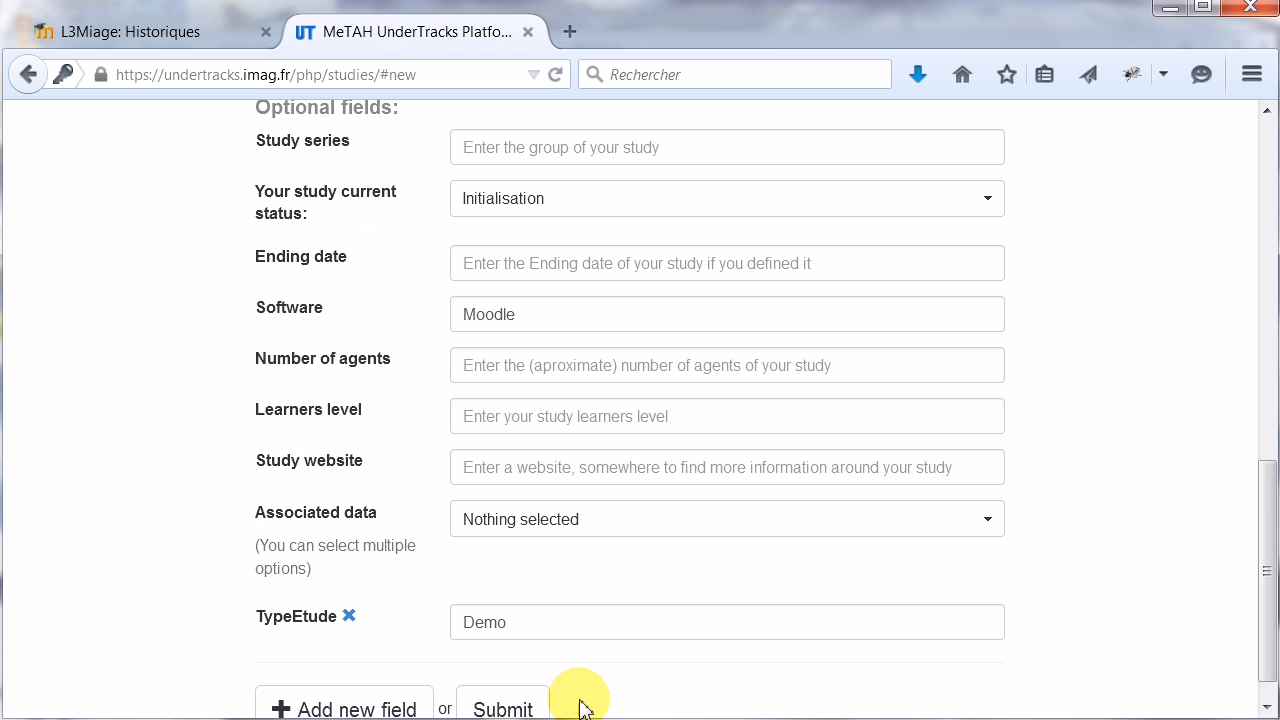 L3Miage: Historiques
UT MeTAH UnderTracks Platfo...
https://undertracks.imag.fr/php/studies/#new
Rechercher
Optional fields:
Study series
Enter the group of your study
Your study current
status:
Initialisation
Ending date
Enter the Ending date of your study if you defined it
Software
Moodle
Number of agents
Enter the (aproximate) number of agents of your study
Learners level
Enter your study learners level
Study website
Enter a website, somewhere to find more information around your study
Associated data
Nothing selected
(You can select multiple
options)
TypeEtude
Demo
Add new field or Submit